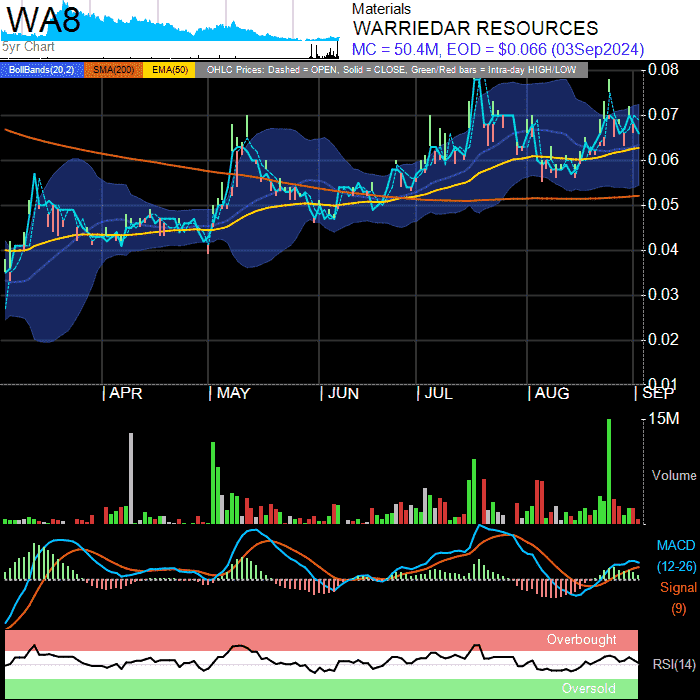 WA8
5yr Chart
Materials
WARRIEDAR RESOURCES
MC = 50.4M, EOD = $0.066 (03Sep2024)
BollBands(20,2) SMA(200) EMA(50) OHLC Prices: Dashed = OPEN, Solid = CLOSE, Green/Red bars = Intra-day HIGH/LOW
0.08
0.07
0.06
0.05
0.04
0.03
0.02
0.01
APR MAY JUN JUL AUG SEP
15M
Volume
MACD
(12-26)
Signal
(9)
Overbought
RSI(14)
Oversold